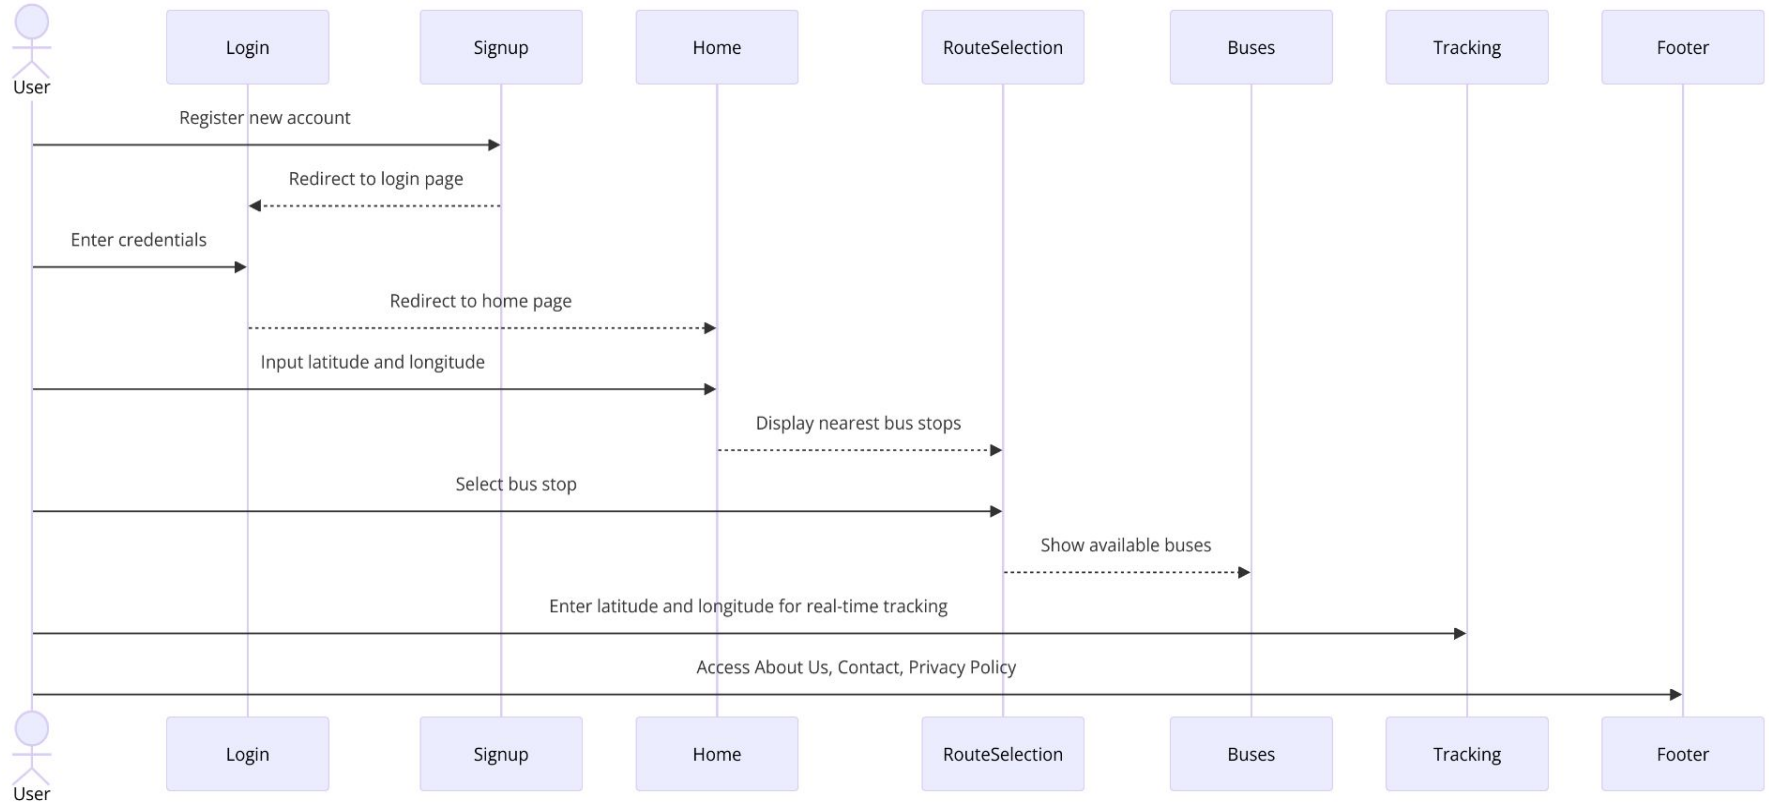 User
Login
Signup
Home
RouteSelection
Buses
Tracking
Footer
Register new account
Redirect to login page
Enter credentials
Redirect to home page
Input latitude and longitude
Display nearest bus stops
Select bus stop
Show available buses
Enter latitude and longitude for real-time tracking
Access About Us, Contact, Privacy Policy
User
Login
Signup
Home
RouteSelection
Buses
Tracking
Footer